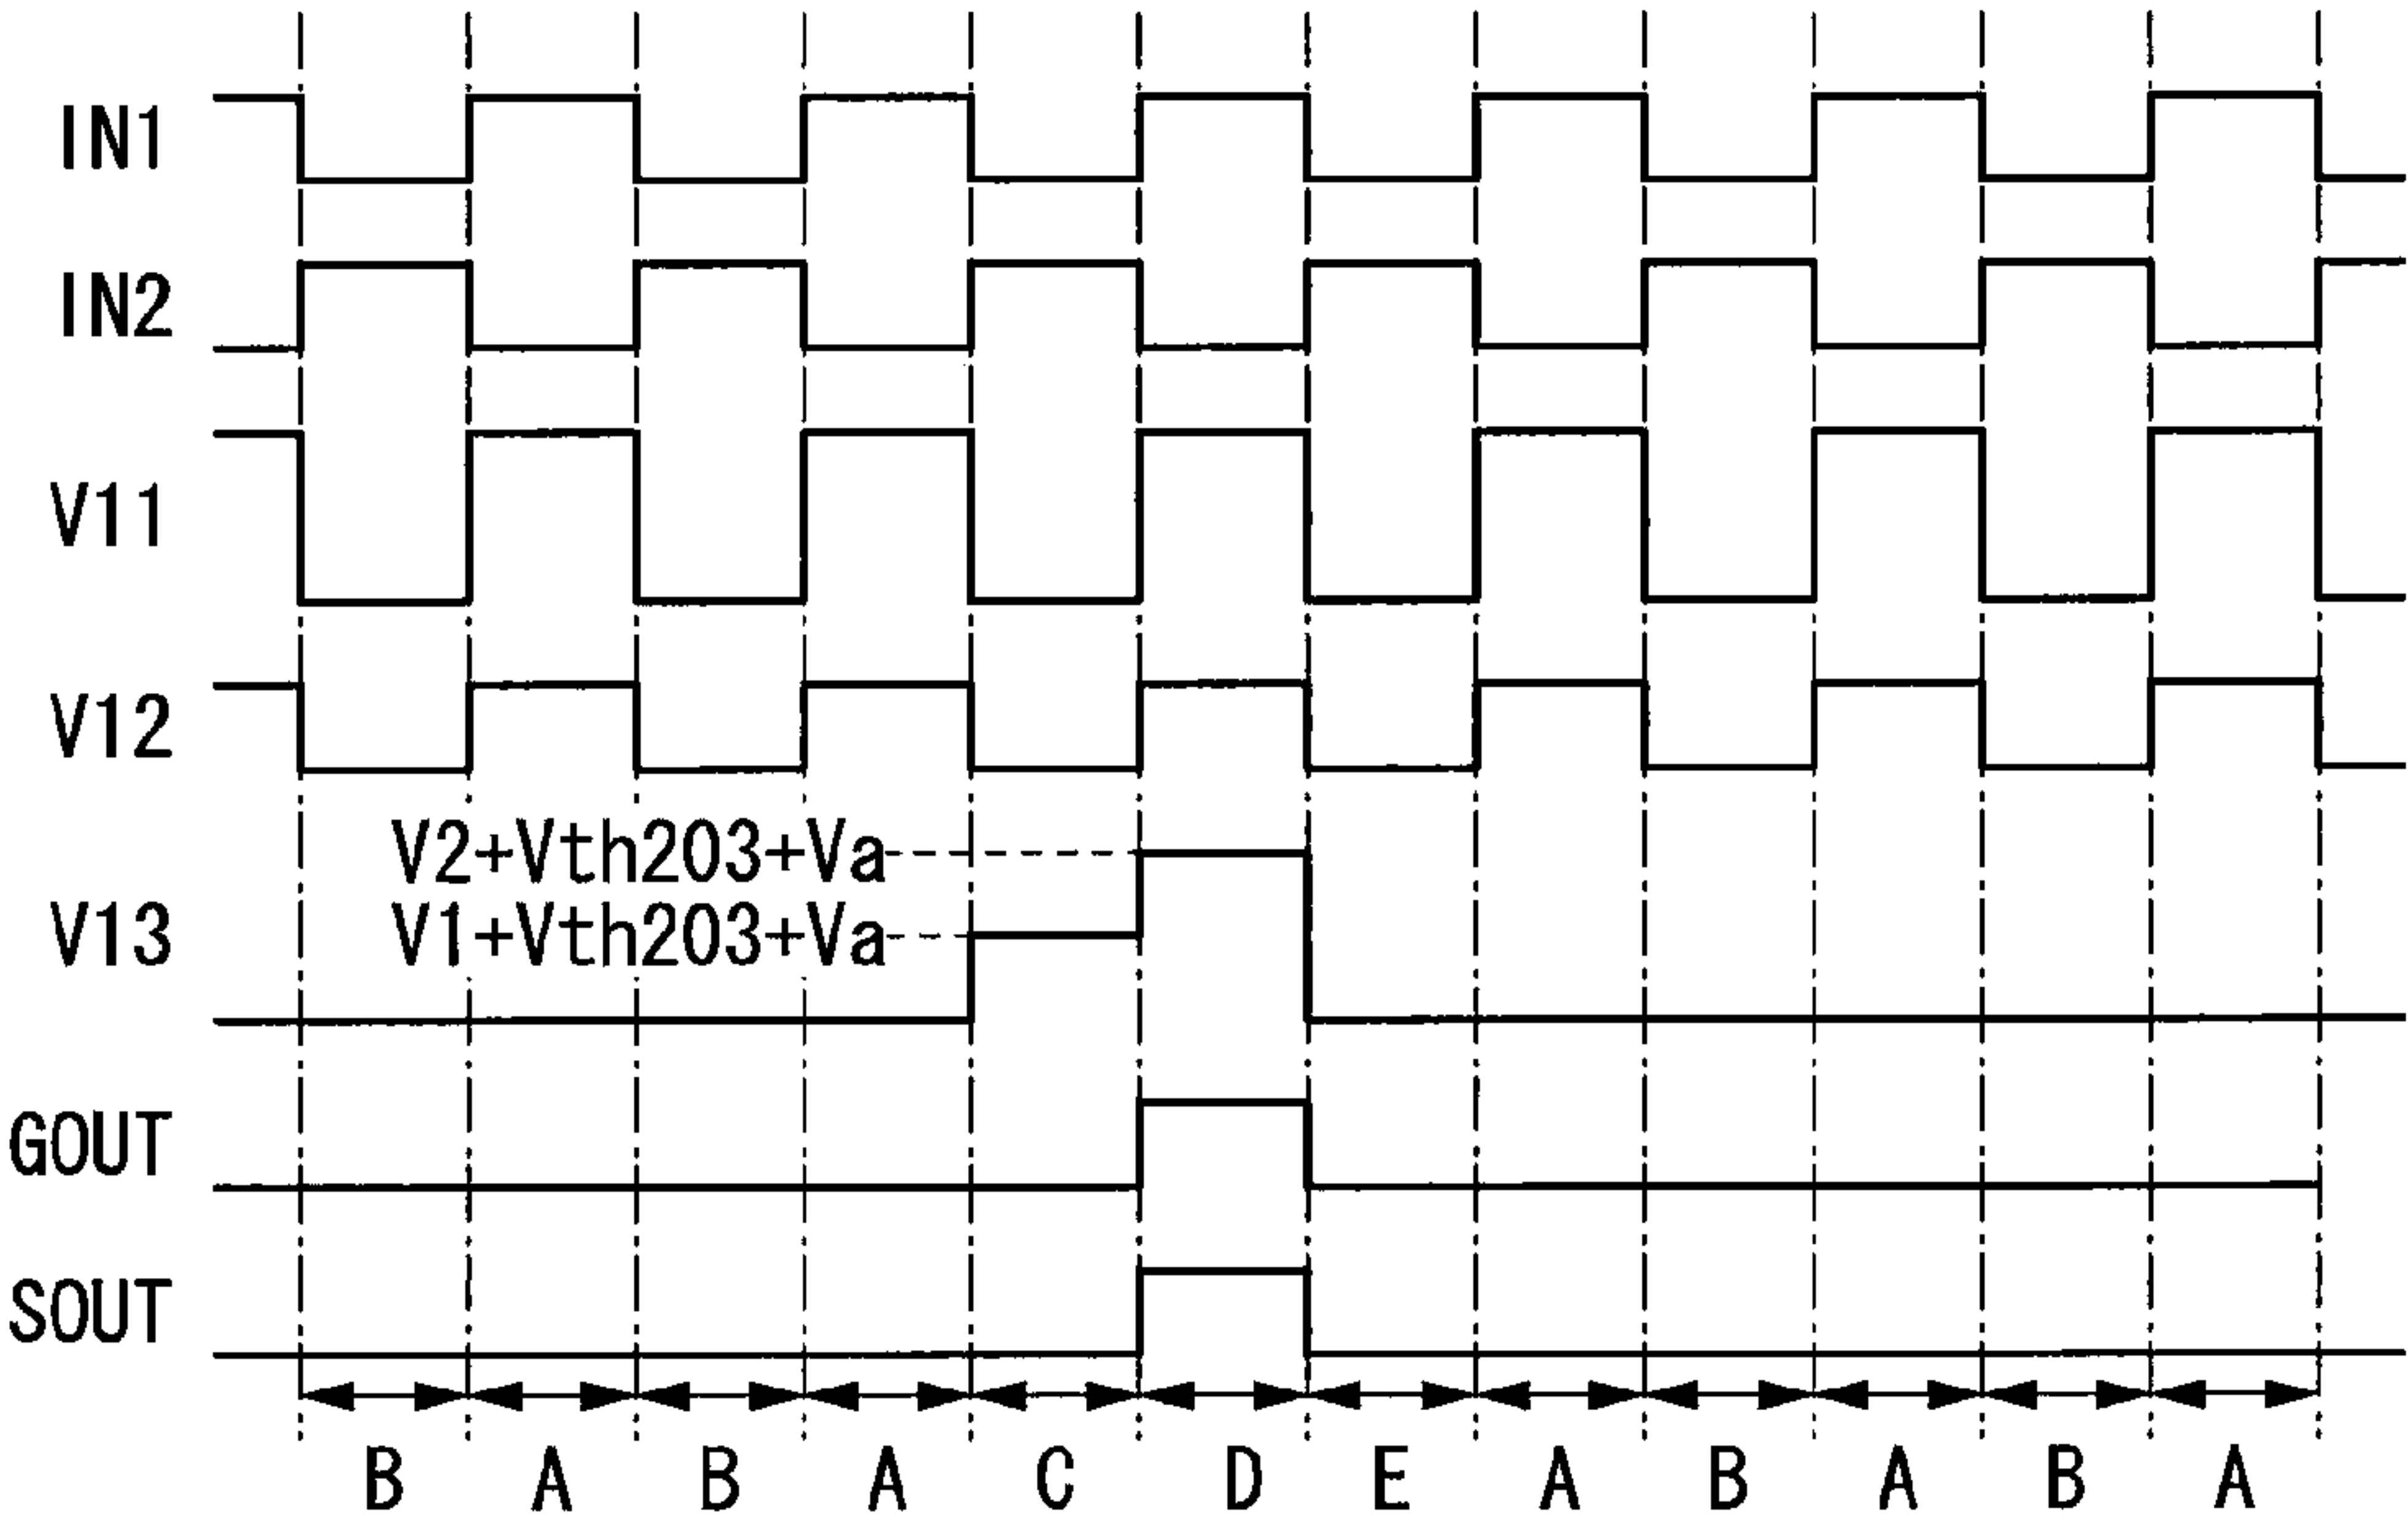 IN1
IN2
V11
V12
V2+Vth203+Va
V13
V1+Vth203+Va
GOUT
SOUT
B A B A C D E A B A B A